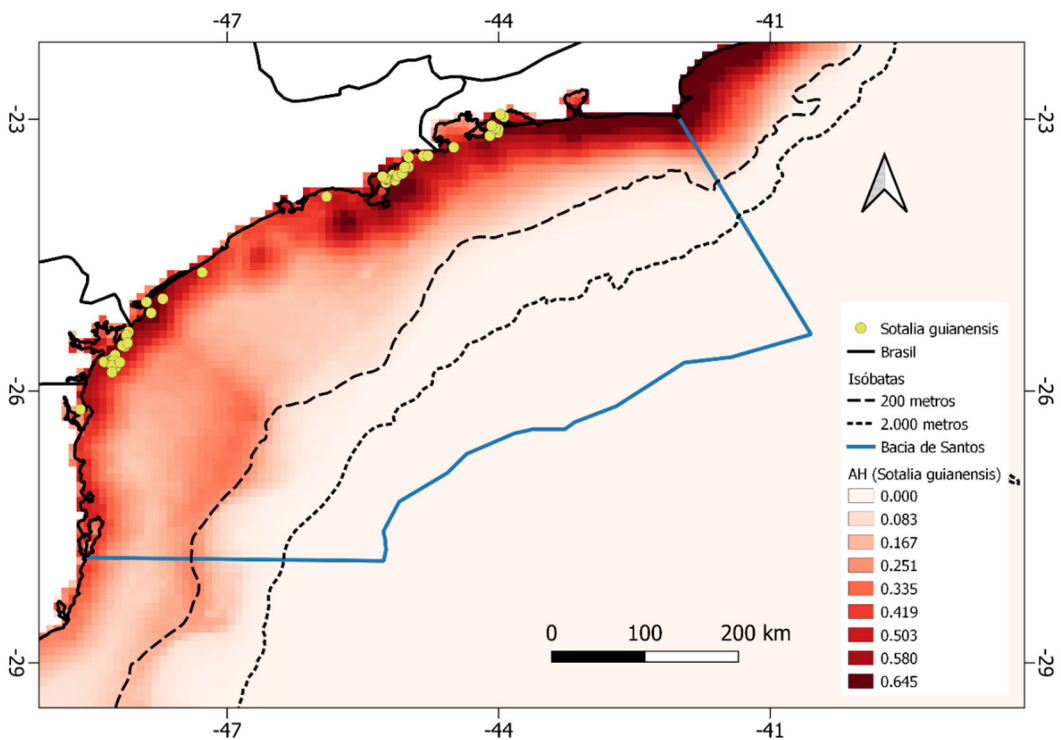 -47
-44
-41
-23
-23
-26
-26
-29
-29
Sotalia guianensis
Brasil
Isóbatas
200 metros
2.000 metros
Bacia de Santos
AH (Sotalia guianensis)
0.000
0.083
0.167
0.251
0.335
0.419
0.503
0.580
0.645
0 100 200 km
-47
-44
-41